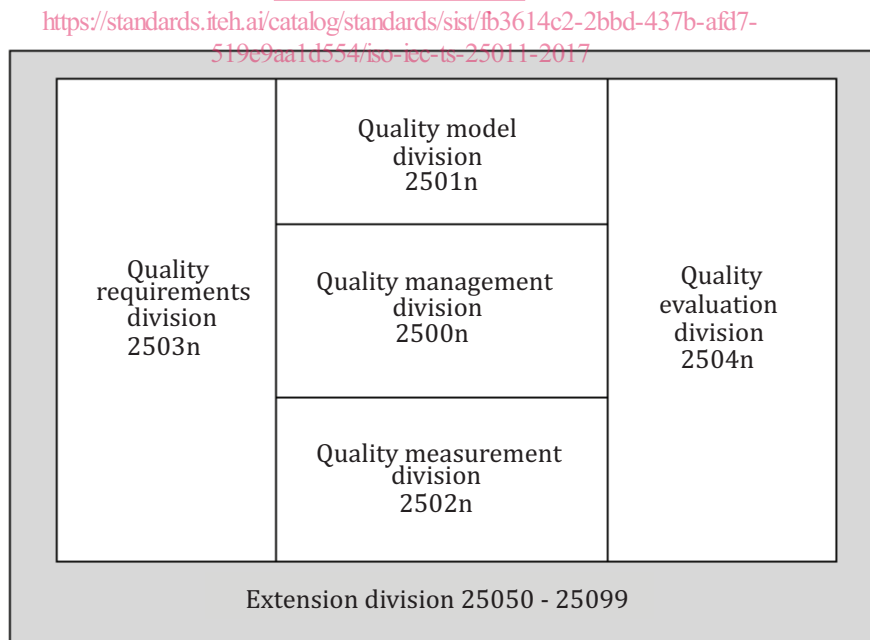 https://standards.iteh.ai/catalog/standards/sist/fb3614c2-2bbd-437b-afd7-
519e9aa1d554/iso-iec-ts-25011-2017
Quality model
division
2501n
Quality
requirements
division
2503n
Quality management
division
2500n
Quality
evaluation
division
2504n
Quality measurement
division
2502n
Extension division 25050 - 25099